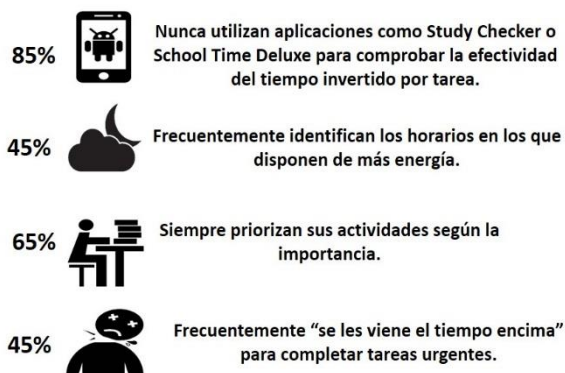 85%
Nunca utilizan aplicaciones como Study Checker o
School Time Deluxe para comprobar la efectividad
del tiempo invertido por tarea.
45%
Frecuentemente identifican los horarios en los que
disponen de más energía.
65%
Siempre priorizan sus actividades según la
importancia.
45%
Frecuentemente “se les viene el tiempo encima”
para completar tareas urgentes.